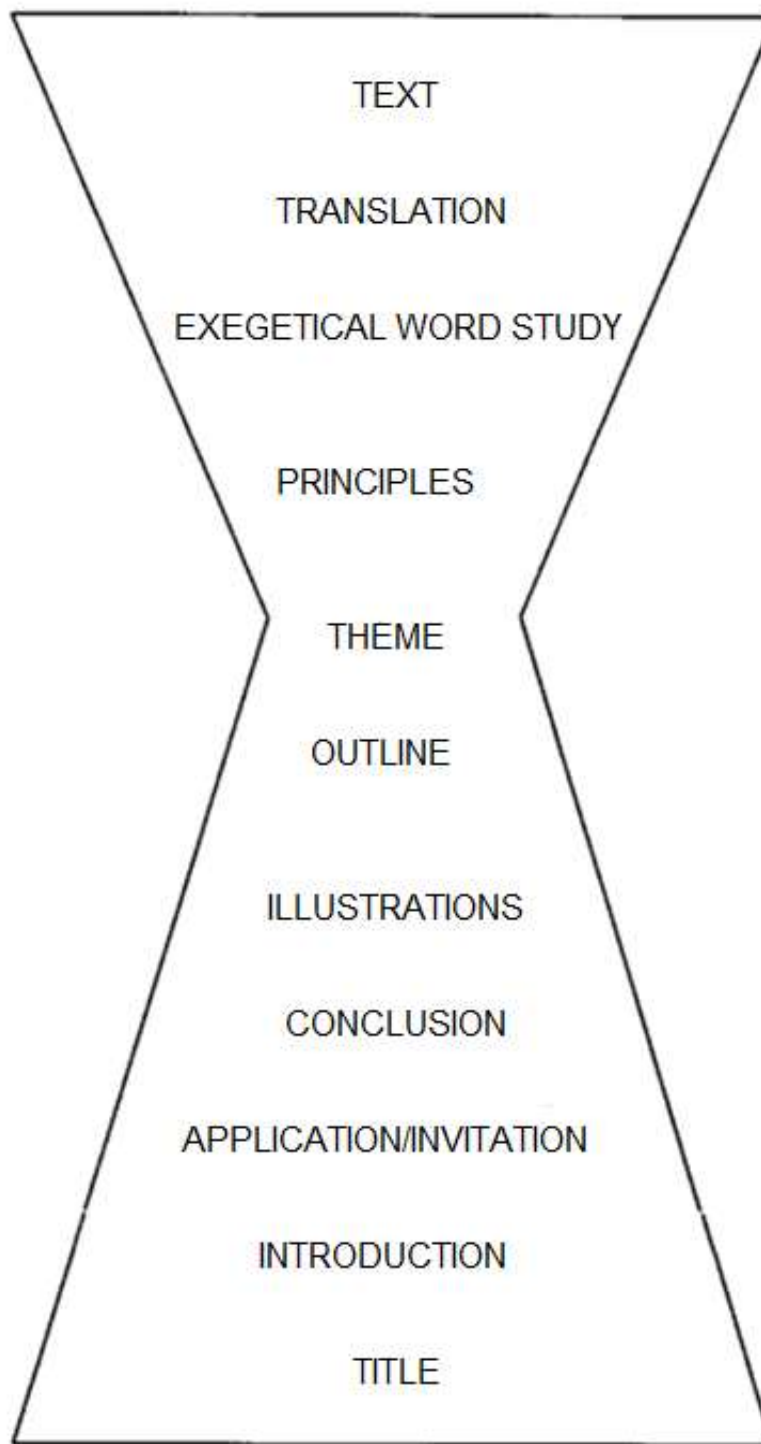 TEXT
TRANSLATION
EXEGETICAL WORD STUDY
PRINCIPLES
THEME
OUTLINE
ILLUSTRATIONS
CONCLUSION
APPLICATION/INVITATION
INTRODUCTION
TITLE